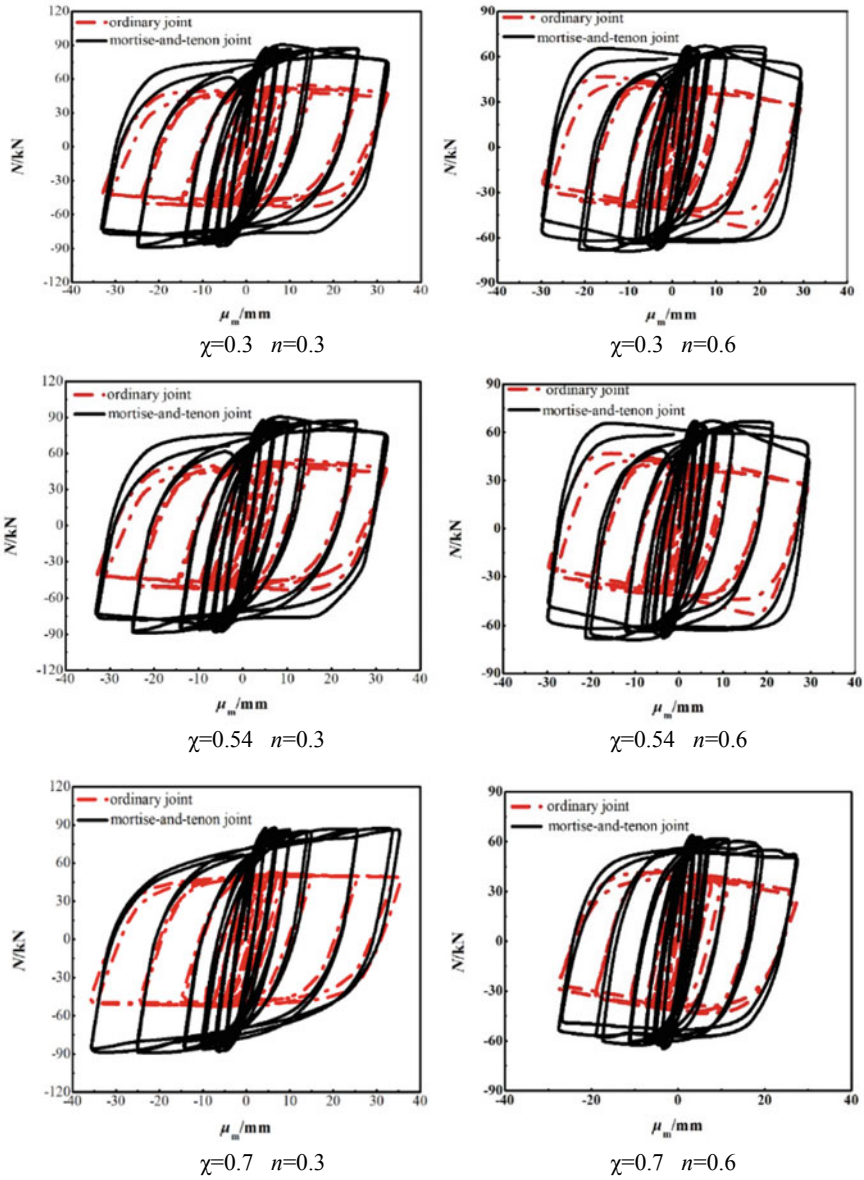 ordinary joint
mortise-and-tenon joint
N/kN
120
90
60
30
0
-30
-60
-90
-120
-40 -30 -20 -10 0 10 20 30 40
μm/mm
χ=0.3 n=0.3
ordinary joint
mortise-and-tenon joint
N/kN
90
60
30
0
-30
-60
-90
-40 -30 -20 -10 0 10 20 30 40
μm/mm
χ=0.3 n=0.6
ordinary joint
mortise-and-tenon joint
N/kN
120
90
60
30
0
-30
-60
-90
-120
-40 -30 -20 -10 0 10 20 30 40
μm/mm
χ=0.54 n=0.3
ordinary joint
mortise-and-tenon joint
N/kN
90
60
30
0
-30
-60
-90
-40 -30 -20 -10 0 10 20 30 40
μm/mm
χ=0.54 n=0.6
ordinary joint
mortise-and-tenon joint
N/kN
120
90
60
30
0
-30
-60
-90
-120
-40 -30 -20 -10 0 10 20 30 40
μm/mm
χ=0.7 n=0.3
ordinary joint
mortise-and-tenon joint
N/kN
90
60
30
0
-30
-60
-90
-40 -20 0 20 40
μm/mm
χ=0.7 n=0.6